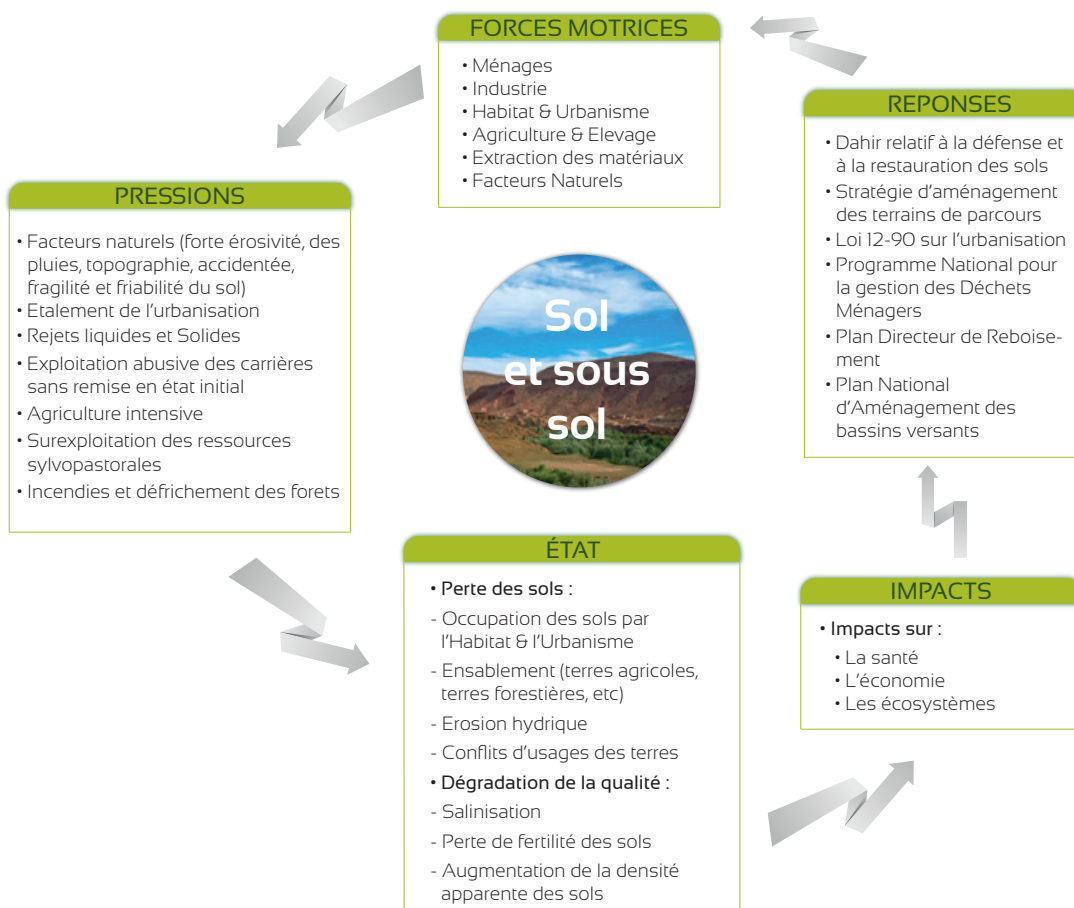 FORCES MOTRICES
• Ménages
• Industrie
• Habitat & Urbanisme
• Agriculture & Elevage
• Extraction des matériaux
• Facteurs Naturels
PRESSIONS
• Facteurs naturels (forte érosivité, des
pluies, topographie, accidentée,
fragilité et friabilité du sol)
• Etalement de l'urbanisation
• Rejets liquides et Solides
• Exploitation abusive des carrières
sans remise en état initial
• Agriculture intensive
• Surexploitation des ressources
sylvopastorales
• Incendies et défrichement des forets
Sol
et sous
sol
ÉTAT
• Perte des sols :
- Occupation des sols par
l'Habitat & l'Urbanisme
- Ensablement (terres agricoles,
terres forestières, etc)
- Erosion hydrique
- Conflits d'usages des terres
• Dégradation de la qualité :
- Salinisation
- Perte de fertilité des sols
- Augmentation de la densité
apparente des sols
IMPACTS
• Impacts sur :
• La santé
• L'économie
• Les écosystèmes
REPONSES
• Dahir relatif à la défense et
à la restauration des sols
• Stratégie d'aménagement
des terrains de parcours
• Loi 12-90 sur l'urbanisation
• Programme National pour
la gestion des Déchets
Ménagers
• Plan Directeur de Reboise-
ment
• Plan National
d'Aménagement des
bassins versants